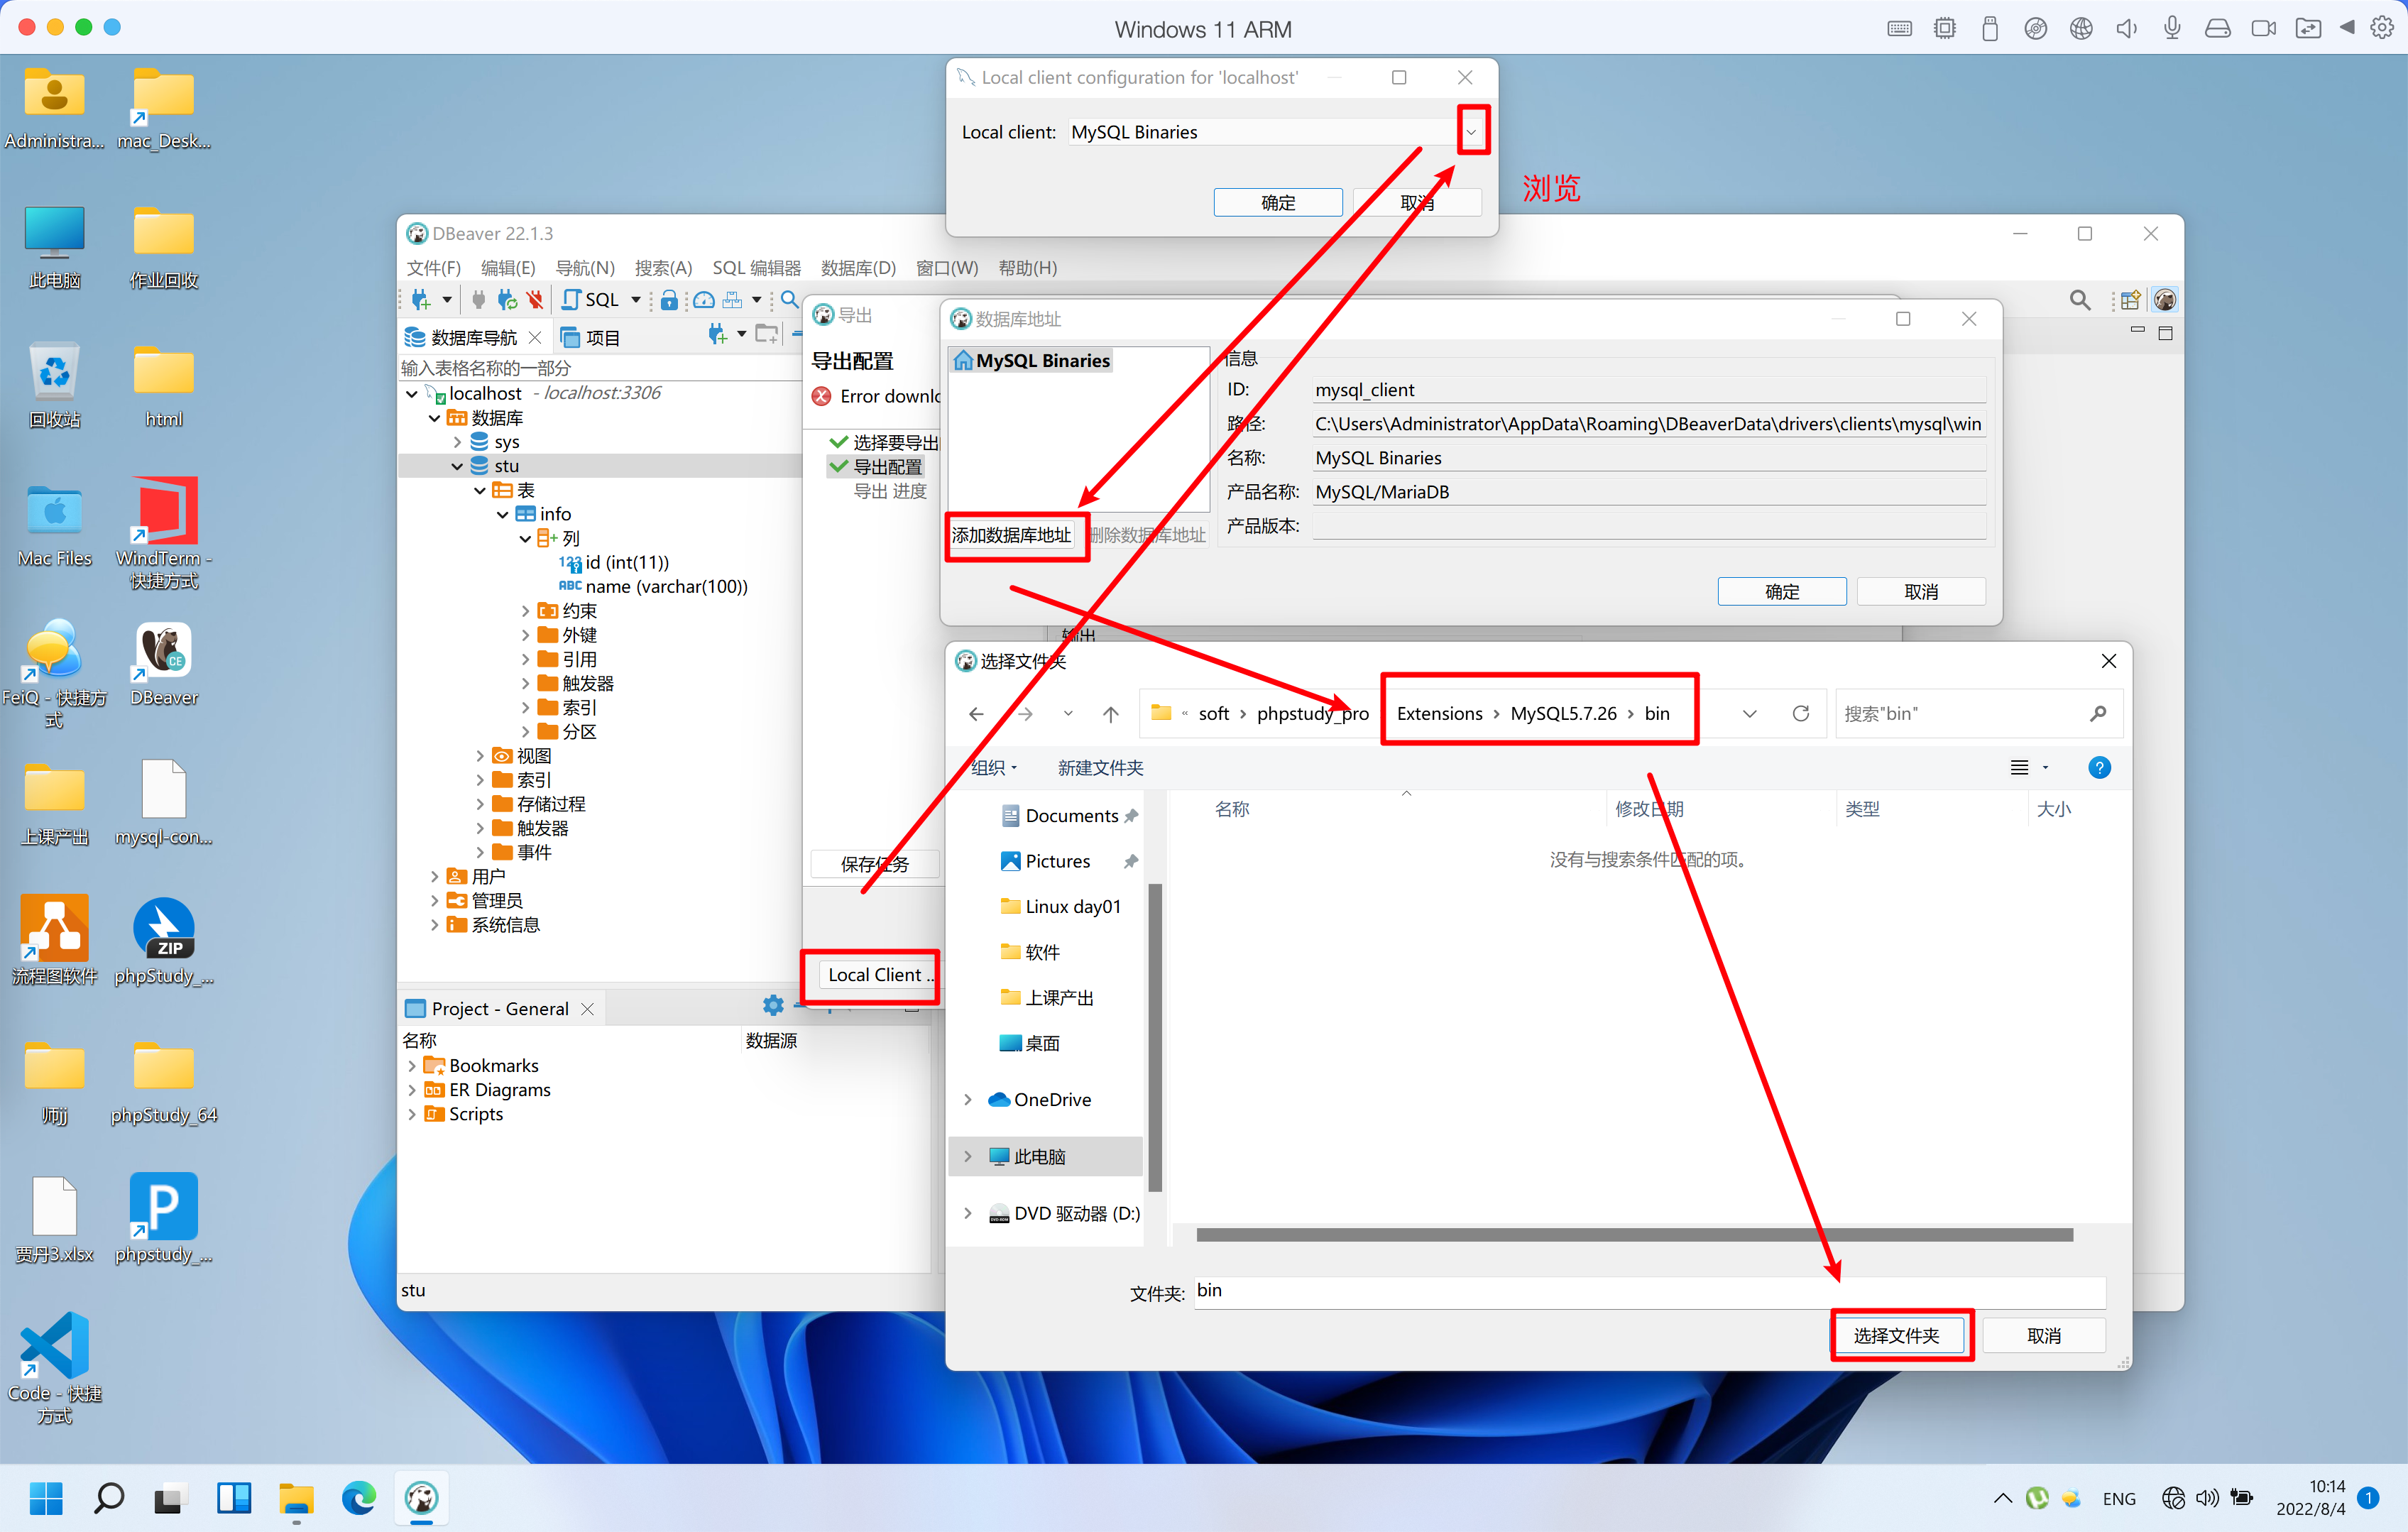 Windows 11 ARM
Administra...
mac_Desk...
此电脑
作业回收
回收站
html
Mac Files
WindTerm -
快捷方式
FeiQ - 快捷方
式
DBeaver
上课产出
mysql-con...
流程图软件
phpStudy_...
ZIP
CE
师jj
phpStudy_64
贾丹3.xlsx
phpstudy_...
Code - 快捷
方式
Local client configuration for 'localhost'
Local client:
MySQL Binaries
确定
取消
浏览
DBeaver 22.1.3
文件(F)
编辑(E)
导航(N)
搜索(A)
SQL 编辑器
数据库(D)
窗口(W)
帮助(H)
SQL
数据库导航
项目
输入表格名称的一部分
localhost - localhost:3306
数据库
sys
stu
表
info
列
123 id (int(11))
ABC name (varchar(100))
约束
外键
引用
触发器
索引
分区
视图
索引
存储过程
触发器
事件
用户
管理员
系统信息
Project - General
名称
数据源
Bookmarks
ER Diagrams
Scripts
stu
导出
导出配置
Error downlo
选择要导出
导出配置
导出 进度
保存任务
Local Client ..
输出
数据库地址
MySQL Binaries
添加数据库地址
删除数据库地址
信息
ID:
mysql_client
路径:
C:\Users\Administrator\AppData\Roaming\DBeaverData\drivers\clients\mysql\win
名称:
MySQL Binaries
产品名称:
MySQL/MariaDB
产品版本:
确定
取消
选择文件夹
« soft › phpstudy_pro Extensions › MySQL5.7.26 › bin
搜索"bin"
组织
新建文件夹
名称
修改日期
类型
大小
没有与搜索条件匹配的项。
Documents
Pictures
Linux day01
软件
上课产出
桌面
OneDrive
此电脑
DVD 驱动器 (D:)
文件夹:
bin
选择文件夹
取消
ENG
10:14
2022/8/4
1